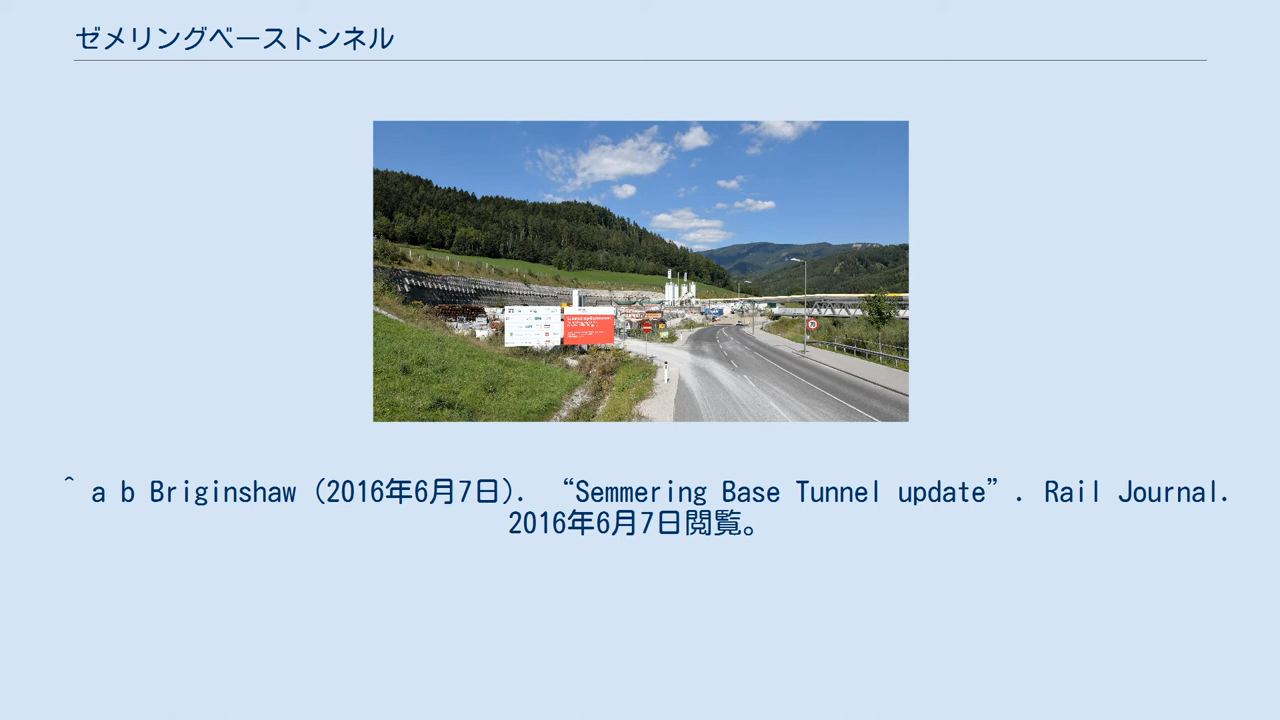 ゼメリングベーストンネル
^ a b Briginshaw (2016年6月7日). “Semmering Base Tunnel update”. Rail Journal.
2016年6月7日閲覧。